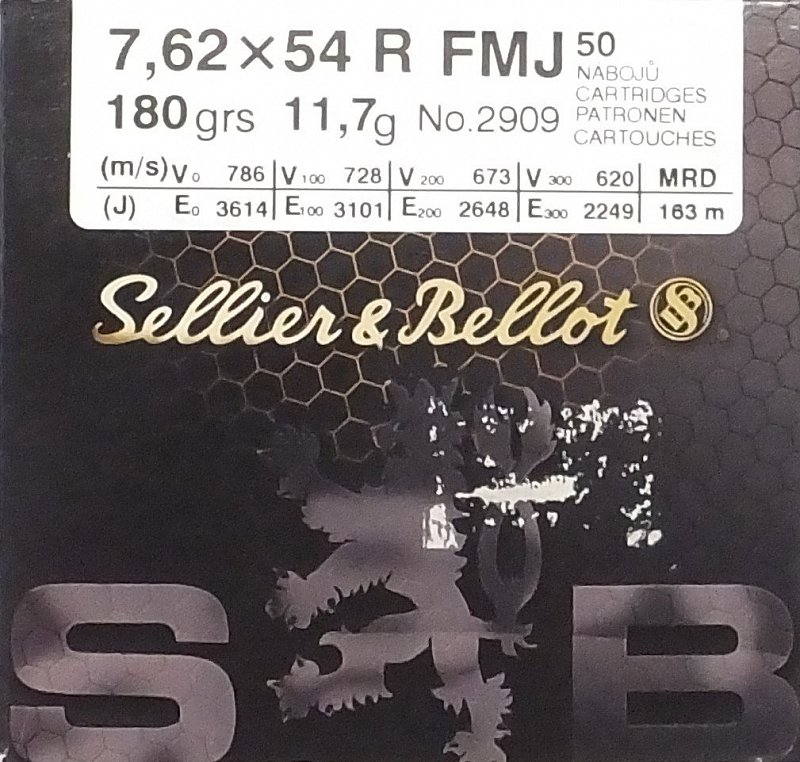 7,62×54 R FMJ 50
NABOJŮ
CARTRIDGES
PATRONEN
CARTOUCHES
180 grs 11,7g No.2909
(m/s) V0 786 V100 728 V200 673 V300 620 MRD
(J) E0 3614 E100 3101 E200 2648 E300 2249 163 m
Sellier & Bellot SB
S B